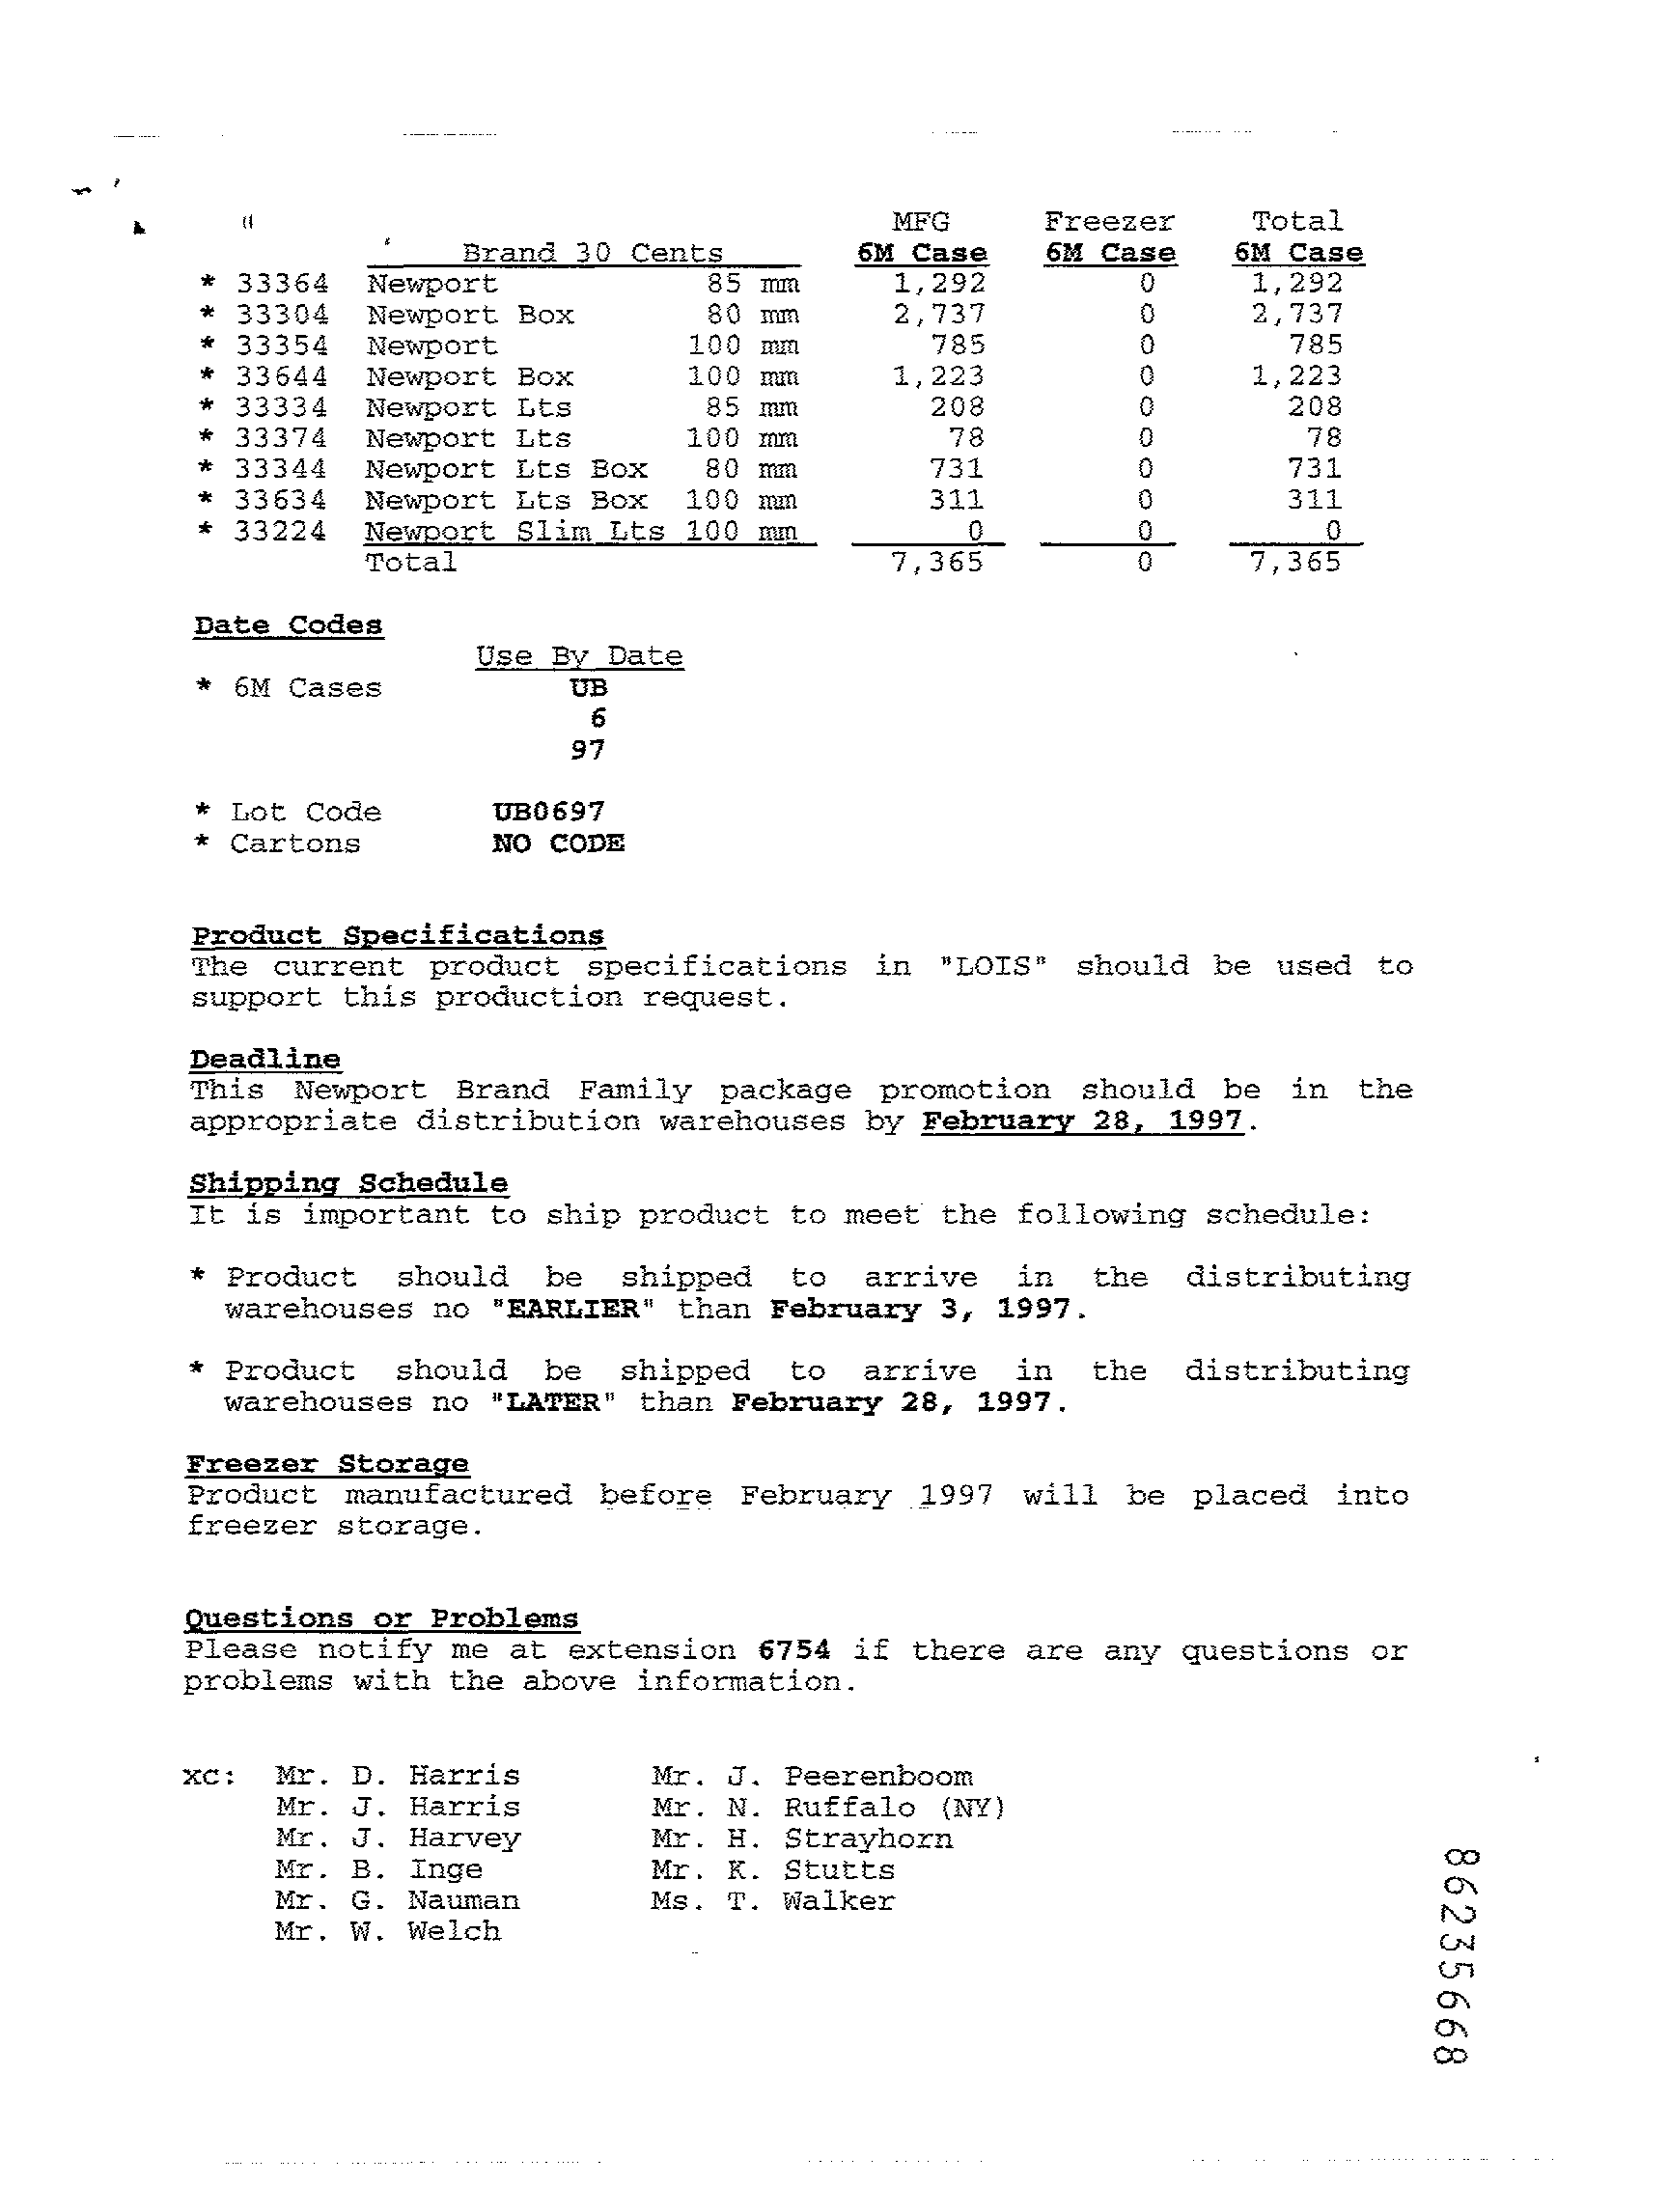 MFG Freezer Total
Brand 30 Cents 6M Case 6M Case 6M Case
* 33364 Newport 85 mm 1,292 0 1,292
* 33304 Newport Box 80 mm 2,737 0 2,737
* 33354 Newport 100 mm 785 0 785
* 33644 Newport Box 100 mm 1,223 0 1,223
* 33334 Newport Lts 85 mm 208 0 208
* 33374 Newport Lts 100 mm 78 0 78
* 33344 Newport Lts Box 80 mm 731 0 731
* 33634 Newport Lts Box 100 mm 311 0 311
* 33224 Newport Slim Lts 100 mm 0 0 0
Total 7,365 0 7,365
Date Codes
Use By Date
* 6M Cases UB
6
97
* Lot Code UB0697
* Cartons NO CODE
Product Specifications
The current product specifications in "LOIS" should be used to
support this production request.
Deadline
This Newport Brand Family package promotion should be in the
appropriate distribution warehouses by February 28, 1997.
Shipping Schedule
It is important to ship product to meet the following schedule:
* Product should be shipped to arrive in the distributing
warehouses no "EARLIER" than February 3, 1997.
* Product should be shipped to arrive in the distributing
warehouses no "LATER" than February 28, 1997.
Freezer Storage
Product manufactured before February 1997 will be placed into
freezer storage.
Questions or Problems
Please notify me at extension 6754 if there are any questions or
problems with the above information.
xc: Mr. D. Harris Mr. J. Peerenboom
Mr. J. Harris Mr. N. Ruffalo (NY)
Mr. J. Harvey Mr. H. Strayhorn
Mr. B. Inge Mr. K. Stutts
Mr. G. Nauman Ms. T. Walker
Mr. W. Welch
86235668